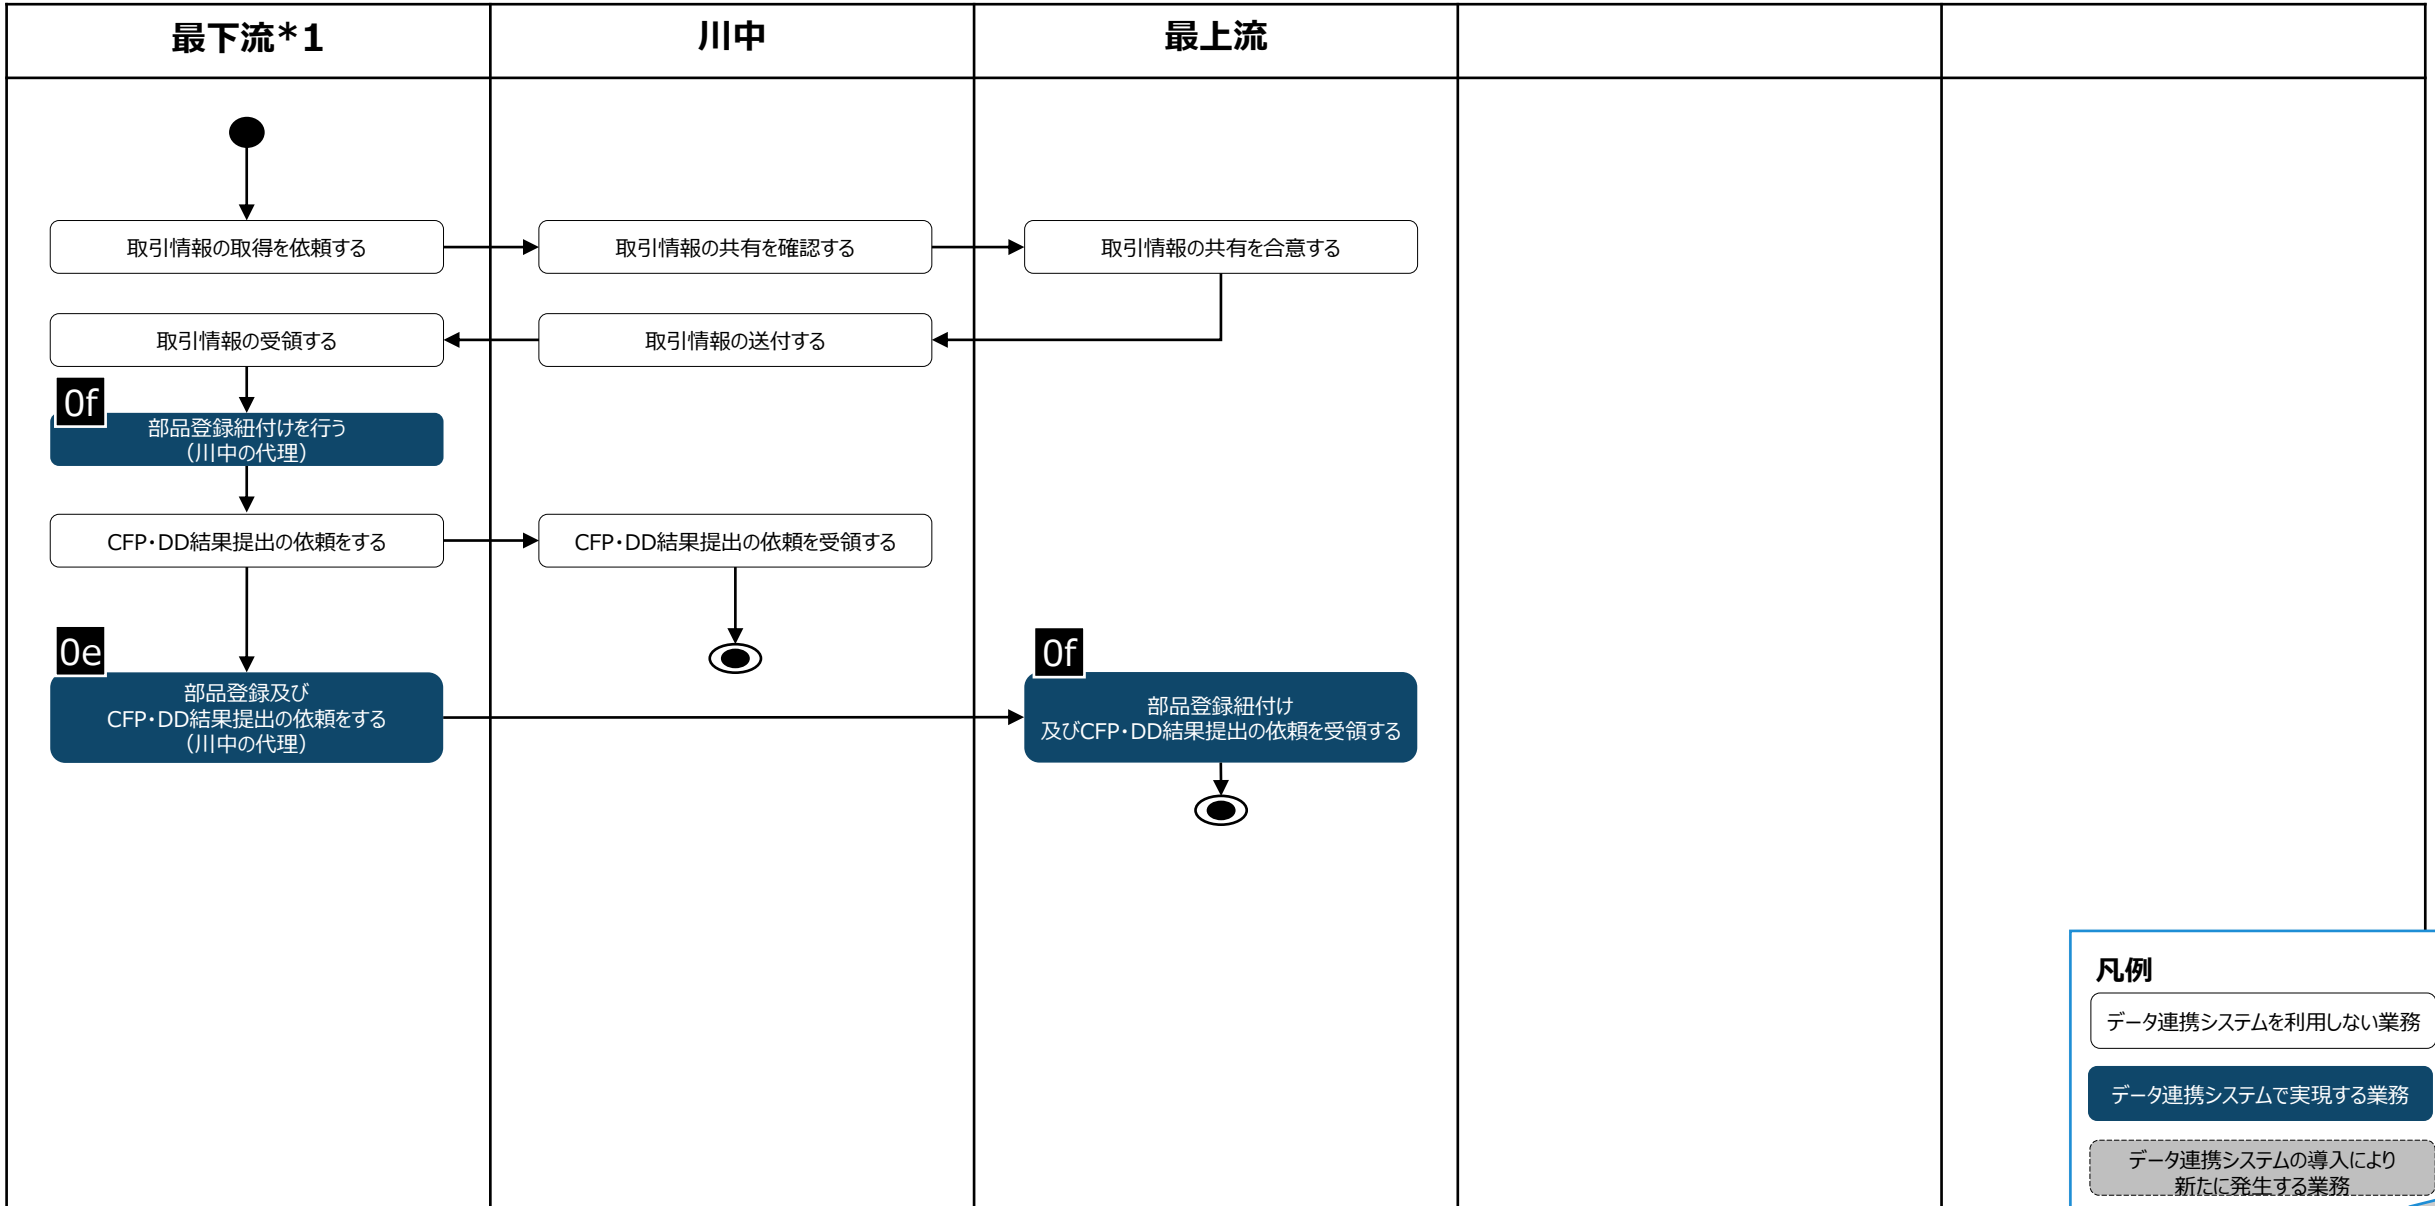 最下流*1
川中
最上流
取引情報の取得を依頼する
取引情報の共有を確認する
取引情報の共有を合意する
取引情報の受領する
取引情報の送付する
0f
部品登録紐付けを行う
（川中の代理）
CFP・DD結果提出の依頼をする
CFP・DD結果提出の依頼を受領する
0e
部品登録及び
CFP・DD結果提出の依頼をする
（川中の代理）
0f
部品登録紐付け
及びCFP・DD結果提出の依頼を受領する
凡例
データ連携システムを利用しない業務
データ連携システムで実現する業務
データ連携システムの導入により
新たに発生する業務